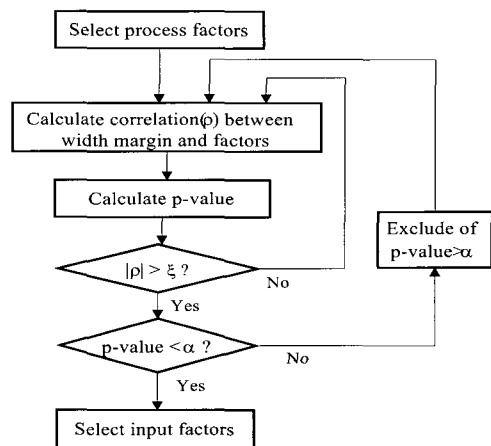 Select process factors
Calculate correlation(ρ) between
width margin and factors
Calculate p-value
Exclude of
p-value>α
|ρ| > ξ ?
No
Yes
p-value < α ?
No
Yes
Select input factors